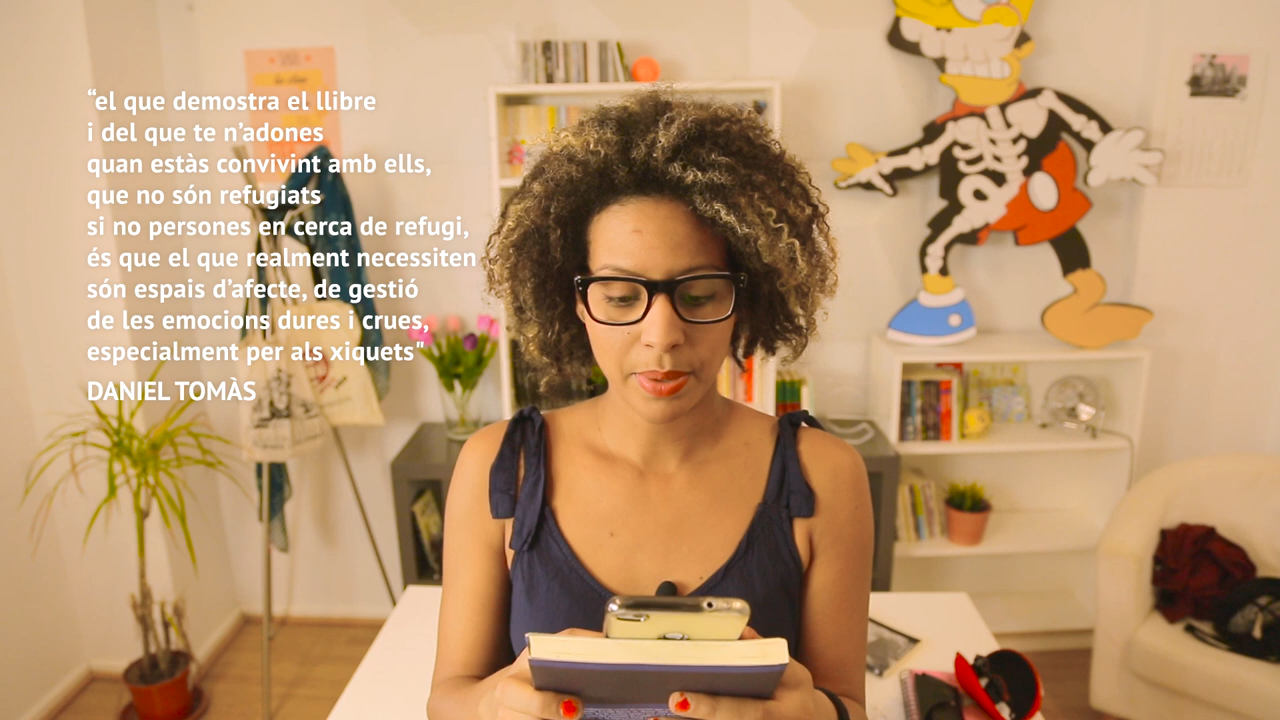 “el que demostra el llibre
i del que te n’adones
quan estàs convivint amb ells,
que no són refugiats
si no persones en cerca de refugi,
és que el que realment necessiten
són espais d’afecte, de gestió
de les emocions dures i crues,
especialment per als xiquets"
DANIEL TOMÀS